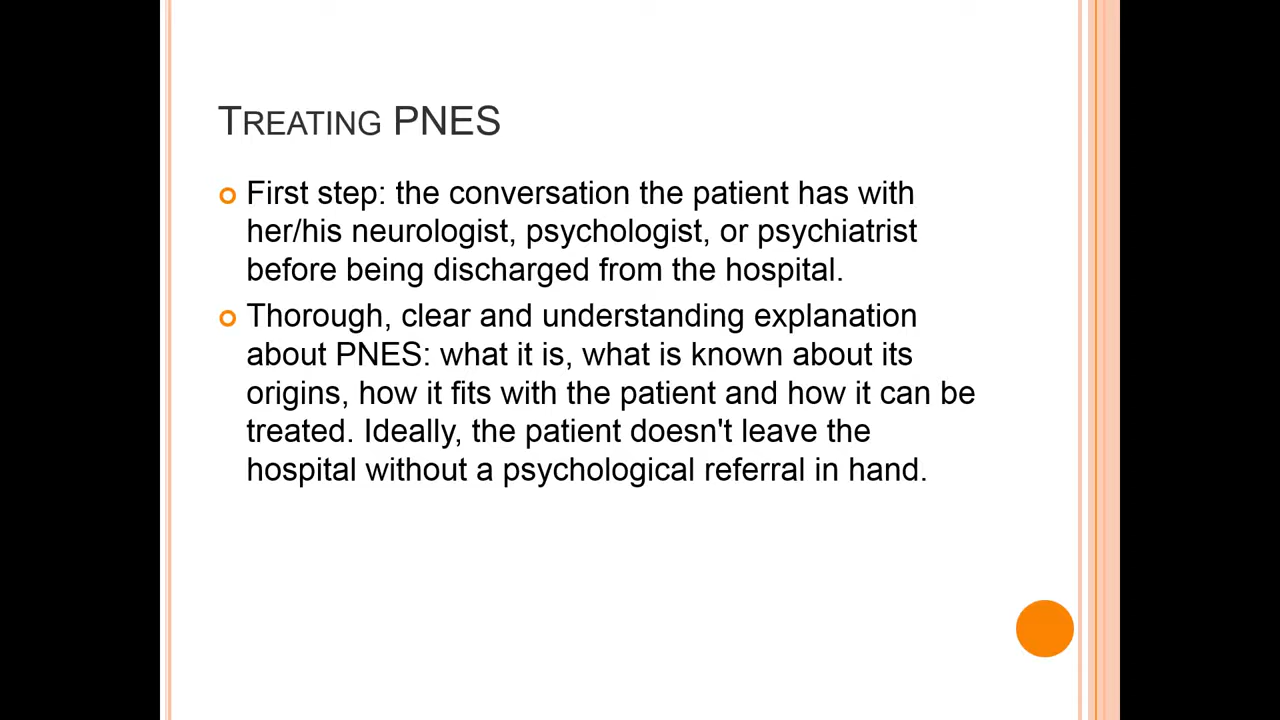 TREATING PNES
First step: the conversation the patient has with
her/his neurologist, psychologist, or psychiatrist
before being discharged from the hospital.
Thorough, clear and understanding explanation
about PNES: what it is, what is known about its
origins, how it fits with the patient and how it can be
treated. Ideally, the patient doesn't leave the
hospital without a psychological referral in hand.